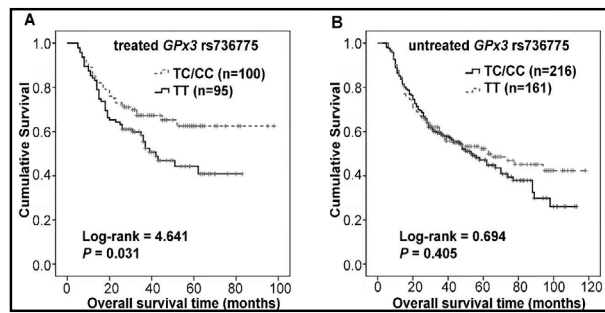 A
treated GPx3 rs736775
TC/CC (n=100)
TT (n=95)
Cumulative Survival
1.0
0.8
0.6
0.4
0.2
0.0
Log-rank = 4.641
P = 0.031
0 20 40 60 80 100
Overall survival time (months)
B
untreated GPx3 rs736775
TC/CC (n=216)
TT (n=161)
Cumulative Survival
1.0
0.8
0.6
0.4
0.2
0.0
Log-rank = 0.694
P = 0.405
0 20 40 60 80 100 120
Overall survival time (months)